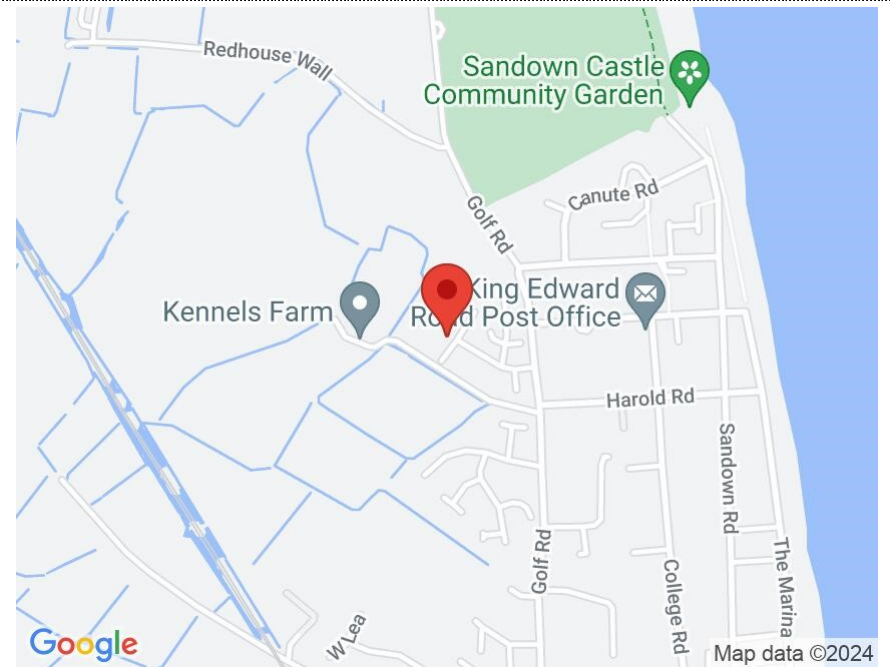 Redhouse Wall
Sandown Castle
Community Garden
Canute Rd
Golf Rd
Kennels Farm
King Edward
Road Post Office
Harold Rd
Sandown Rd
Golf Rd
College Rd
The Marina
W Lea
Google
Map data ©2024